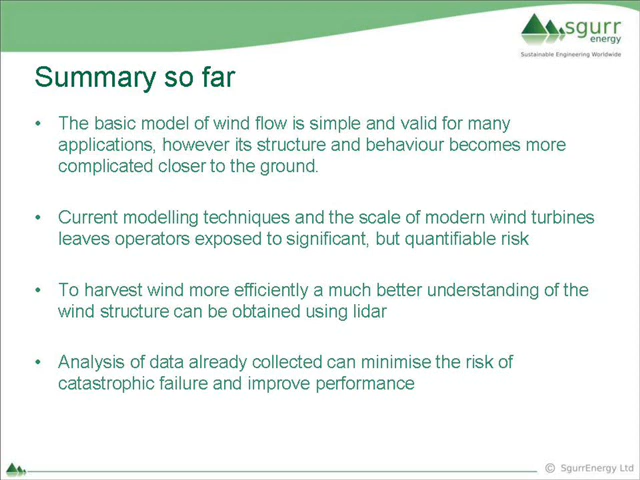 sgurr
energy
Sustainable Engineering Worldwide
Summary so far
• The basic model of wind flow is simple and valid for many
applications, however its structure and behaviour becomes more
complicated closer to the ground.
• Current modelling techniques and the scale of modern wind turbines
leaves operators exposed to significant, but quantifiable risk
• To harvest wind more efficiently a much better understanding of the
wind structure can be obtained using lidar
• Analysis of data already collected can minimise the risk of
catastrophic failure and improve performance
© SgurrEnergy Ltd